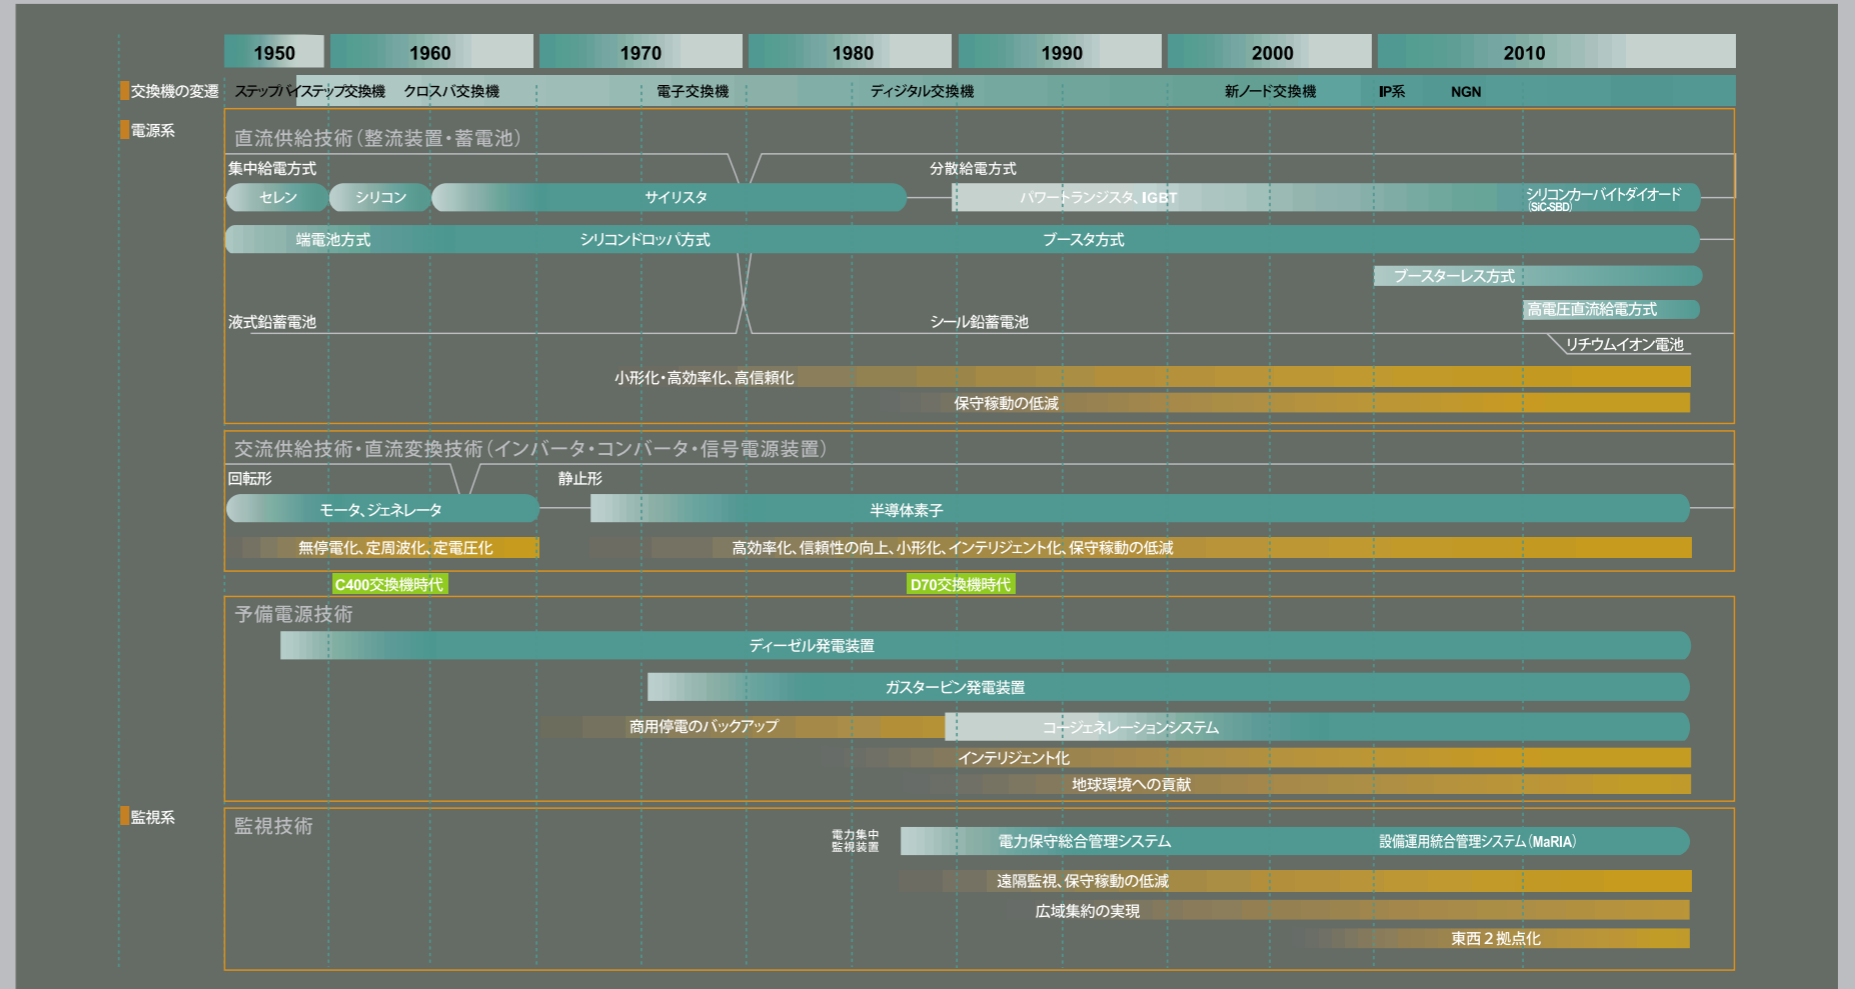 1950 1960 1970 1980 1990 2000 2010
交換機の変遷 ステップバイステップ交換機 クロスバ交換機 電子交換機 ディジタル交換機 新ノード交換機 IP系 NGN
電源系
直流供給技術（整流装置・蓄電池）
集中給電方式 分散給電方式
セレン シリコン サイリスタ パワートランジスタ、IGBT シリコンカーバイトダイオード
(SiC-SBD)
端電池方式 シリコンドロッパ方式 ブースタ方式
ブースターレス方式
高電圧直流給電方式
液式鉛蓄電池 シール鉛蓄電池
リチウムイオン電池
小形化・高効率化、高信頼化
保守稼動の低減
交流供給技術・直流変換技術（インバータ・コンバータ・信号電源装置）
回転形 静止形
モータ、ジェネレータ 半導体素子
無停電化、定周波化、定電圧化 高効率化、信頼性の向上、小形化、インテリジェント化、保守稼動の低減
C400交換機時代 D70交換機時代
予備電源技術
ディーゼル発電装置
ガスタービン発電装置
商用停電のバックアップ コージェネレーションシステム
インテリジェント化
地球環境への貢献
監視系
監視技術
電力集中
監視装置
電力保守総合管理システム 設備運用統合管理システム（MaRIA）
遠隔監視、保守稼動の低減
広域集約の実現
東西２拠点化